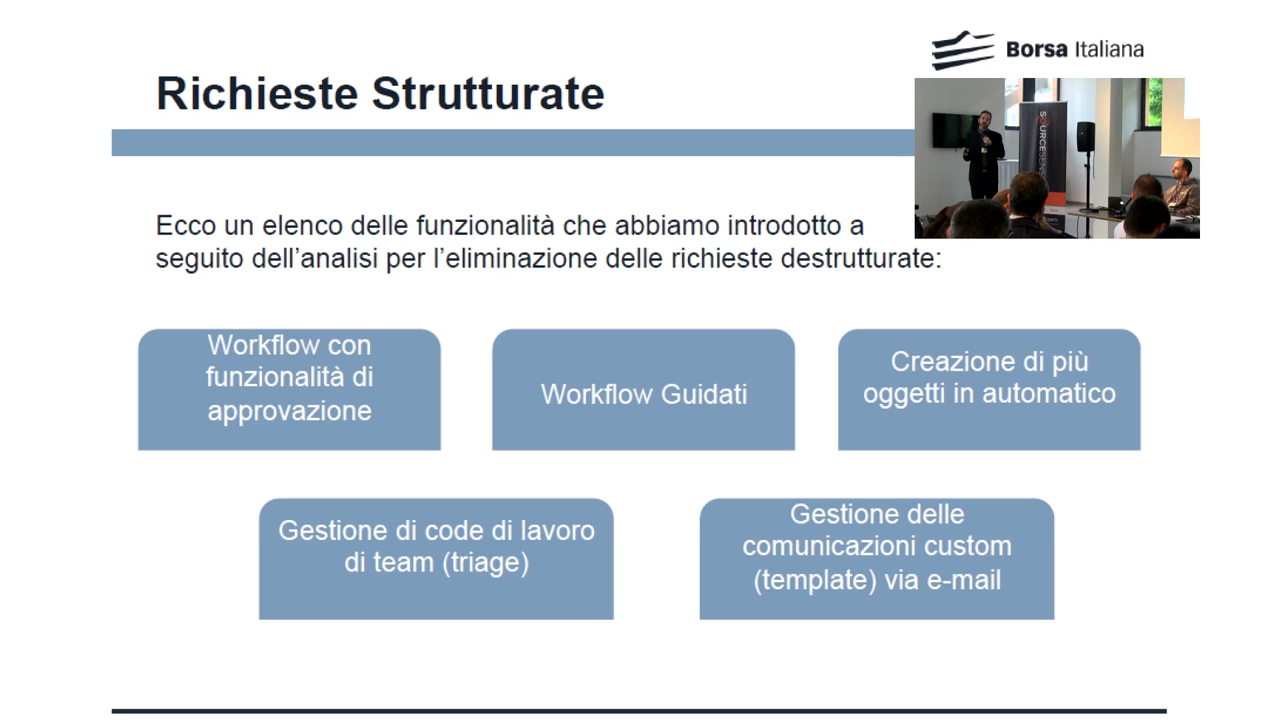 Borsa Italiana
Richieste Strutturate
SOURCESENSE
Ecco un elenco delle funzionalità che abbiamo introdotto a
seguito dell’analisi per l’eliminazione delle richieste destrutturate:
Workflow con
funzionalità di
approvazione
Workflow Guidati
Creazione di più
oggetti in automatico
Gestione di code di lavoro
di team (triage)
Gestione delle
comunicazioni custom
(template) via e-mail